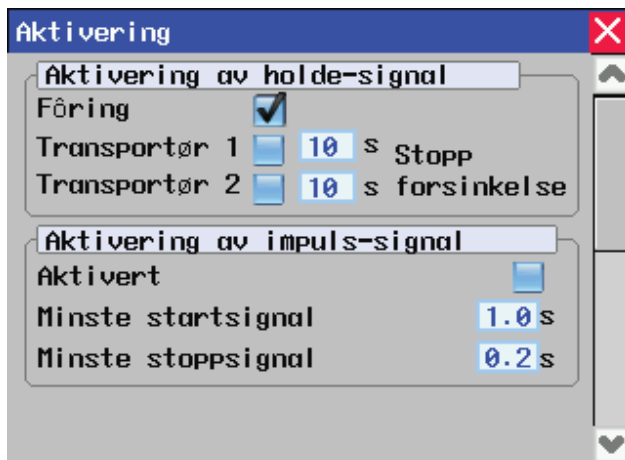 Aktivering
Aktivering av holde-signal
Fôring
Transportør 1 10 s Stopp
Transportør 2 10 s forsinkelse
Aktivering av impuls-signal
Aktivert
Minste startsignal 1.0 s
Minste stoppsignal 0.2 s